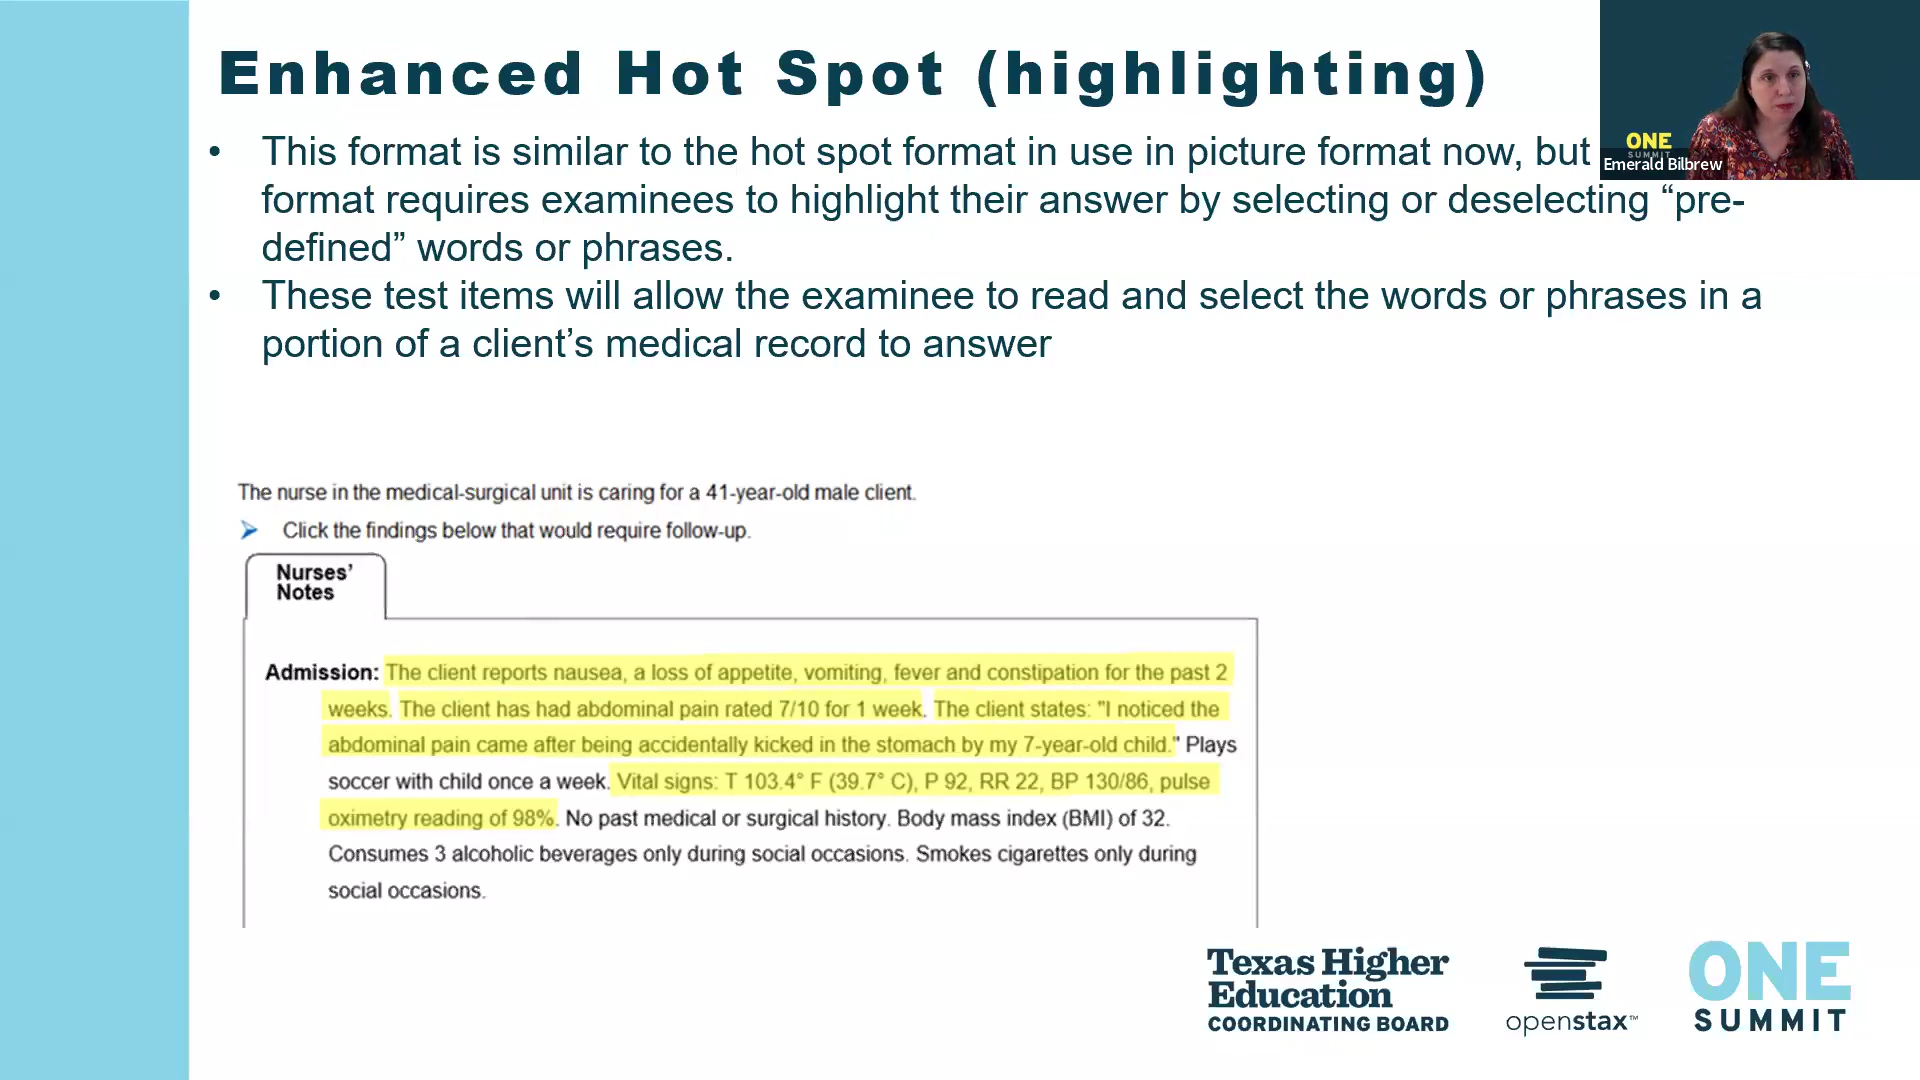 Enhanced Hot Spot (highlighting)
• This format is similar to the hot spot format in use in picture format now, but
format requires examinees to highlight their answer by selecting or deselecting “pre-
defined” words or phrases.
• These test items will allow the examinee to read and select the words or phrases in a
portion of a client’s medical record to answer
ONE
SUMMIT
Emerald Bilbrew
The nurse in the medical-surgical unit is caring for a 41-year-old male client.
➤ Click the findings below that would require follow-up.
Nurses’
Notes
Admission: The client reports nausea, a loss of appetite, vomiting, fever and constipation for the past 2
weeks. The client has had abdominal pain rated 7/10 for 1 week. The client states: "I noticed the
abdominal pain came after being accidentally kicked in the stomach by my 7-year-old child." Plays
soccer with child once a week. Vital signs: T 103.4° F (39.7° C), P 92, RR 22, BP 130/86, pulse
oximetry reading of 98%. No past medical or surgical history. Body mass index (BMI) of 32.
Consumes 3 alcoholic beverages only during social occasions. Smokes cigarettes only during
social occasions.
Texas Higher
Education
COORDINATING BOARD
openstax™
ONE
SUMMIT